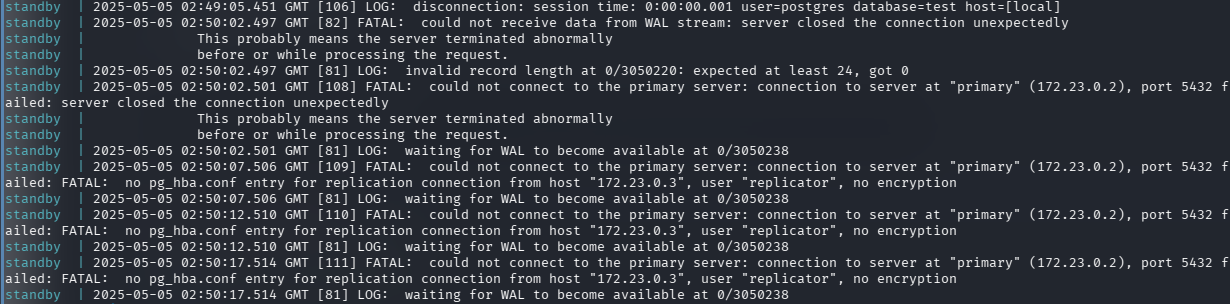 standby  | 2025-05-05 02:49:05.451 GMT [106] LOG:  disconnection: session time: 0:00:00.001 user=postgres database=test host=[local]
standby  | 2025-05-05 02:50:02.497 GMT [82] FATAL:  could not receive data from WAL stream: server closed the connection unexpectedly
standby  |              This probably means the server terminated abnormally
standby  |              before or while processing the request.
standby  | 2025-05-05 02:50:02.497 GMT [81] LOG:  invalid record length at 0/3050220: expected at least 24, got 0
standby  | 2025-05-05 02:50:02.501 GMT [108] FATAL:  could not connect to the primary server: connection to server at "primary" (172.23.0.2), port 5432 f
ailed: server closed the connection unexpectedly
standby  |              This probably means the server terminated abnormally
standby  |              before or while processing the request.
standby  | 2025-05-05 02:50:02.501 GMT [81] LOG:  waiting for WAL to become available at 0/3050238
standby  | 2025-05-05 02:50:07.506 GMT [109] FATAL:  could not connect to the primary server: connection to server at "primary" (172.23.0.2), port 5432 f
ailed: FATAL:  no pg_hba.conf entry for replication connection from host "172.23.0.3", user "replicator", no encryption
standby  | 2025-05-05 02:50:07.506 GMT [81] LOG:  waiting for WAL to become available at 0/3050238
standby  | 2025-05-05 02:50:12.510 GMT [110] FATAL:  could not connect to the primary server: connection to server at "primary" (172.23.0.2), port 5432 f
ailed: FATAL:  no pg_hba.conf entry for replication connection from host "172.23.0.3", user "replicator", no encryption
standby  | 2025-05-05 02:50:12.510 GMT [81] LOG:  waiting for WAL to become available at 0/3050238
standby  | 2025-05-05 02:50:17.514 GMT [111] FATAL:  could not connect to the primary server: connection to server at "primary" (172.23.0.2), port 5432 f
ailed: FATAL:  no pg_hba.conf entry for replication connection from host "172.23.0.3", user "replicator", no encryption
standby  | 2025-05-05 02:50:17.514 GMT [81] LOG:  waiting for WAL to become available at 0/3050238